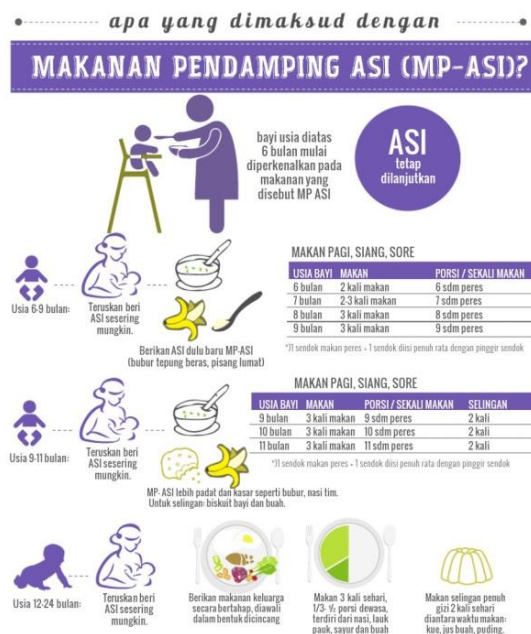 apa yang dimaksud dengan
MAKANAN PENDAMPING ASI (MP-ASI)?
bayi usia diatas
6 bulan mulai
diperkenalkan pada
makanan yang
disebut MP ASI
ASI
tetap
dilanjutkan
Usia 6-9 bulan:
Teruskan beri
ASI sesering
mungkin.
Berikan ASI dulu baru MP-ASI
(bubur tepung beras, pisang lumat)
MAKAN PAGI, SIANG, SORE
USIA BAYI MAKAN PORSI / SEKALI MAKAN
6 bulan 2 kali makan 6 sdm peres
7 bulan 2-3 kali makan 7 sdm peres
8 bulan 3 kali makan 8 sdm peres
9 bulan 3 kali makan 9 sdm peres
*)1 sendok makan peres = 1 sendok diisi penuh rata dengan pinggir sendok
Usia 9-11 bulan:
Teruskan beri
ASI sesering
mungkin.
MP- ASI lebih padat dan kasar seperti bubur, nasi tim.
Untuk selingan: biskuit bayi dan buah.
MAKAN PAGI, SIANG, SORE
USIA BAYI MAKAN PORSI / SEKALI MAKAN SELINGAN
9 bulan 3 kali makan 9 sdm peres 2 kali
10 bulan 3 kali makan 10 sdm peres 2 kali
11 bulan 3 kali makan 11 sdm peres 2 kali
*)1 sendok makan peres = 1 sendok diisi penuh rata dengan pinggir sendok
Usia 12-24 bulan:
Teruskan beri
ASI sesering
mungkin.
Berikan makanan keluarga
secara bertahap, diawali
dalam bentuk dicincang
Makan 3 kali sehari,
1/3- ½ porsi dewasa,
terdiri dari nasi, lauk
pauk, sayur dan buah
Makan selingan penuh
gizi 2 kali sehari
diantara waktu makan:
kue, jus buah, puding.